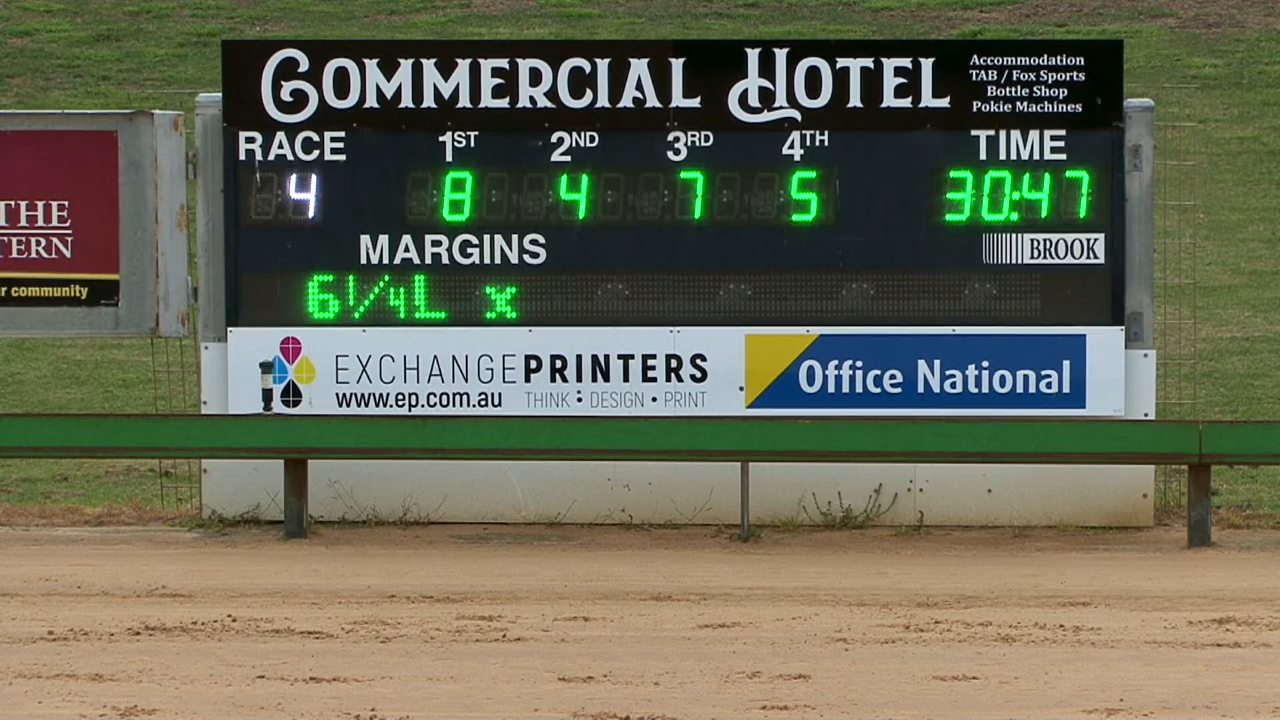 COMMERCIAL HOTEL
Accommodation
TAB / Fox Sports
Bottle Shop
Pokie Machines
RACE 1ST 2ND 3RD 4TH TIME
4 8 4 7 5 30:47
MARGINS
BROOK
6 1/4L x
THE
TERN
r community
EXCHANGEPRINTERS
www.ep.com.au THINK : DESIGN • PRINT
Office National